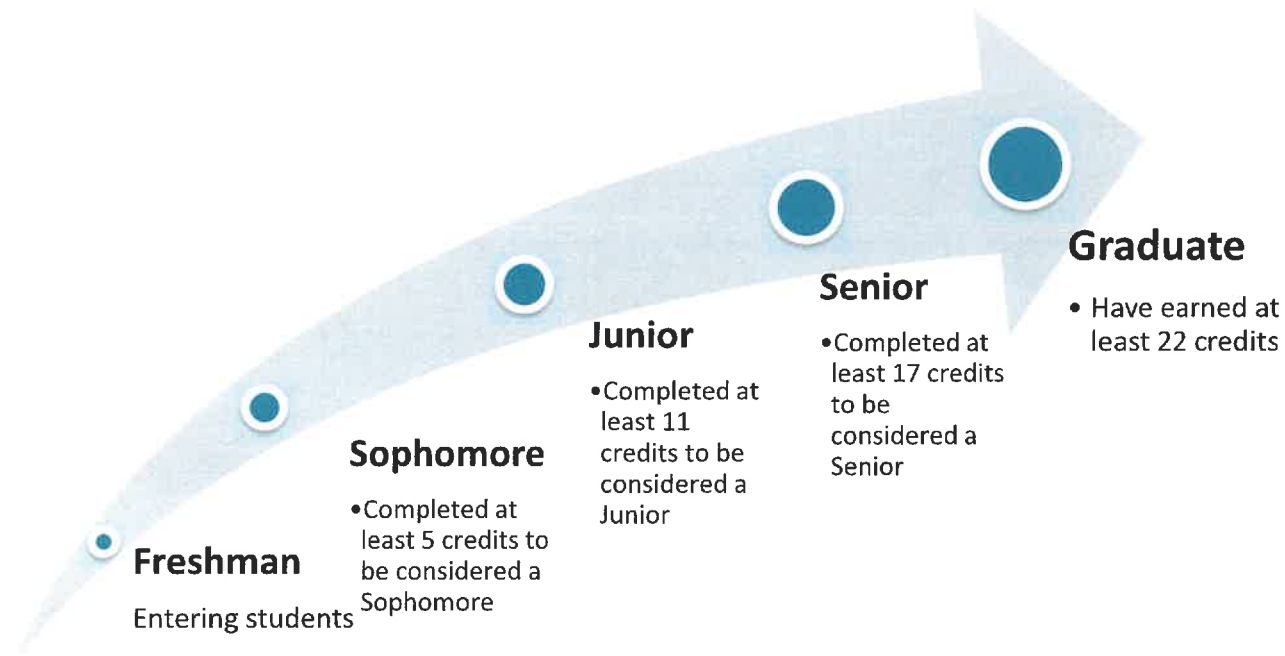 Freshman
Entering students
Sophomore
•Completed at
least 5 credits to
be considered a
Sophomore
Junior
•Completed at
least 11
credits to be
considered a
Junior
Senior
•Completed at
least 17 credits
to be
considered a
Senior
Graduate
• Have earned at
least 22 credits